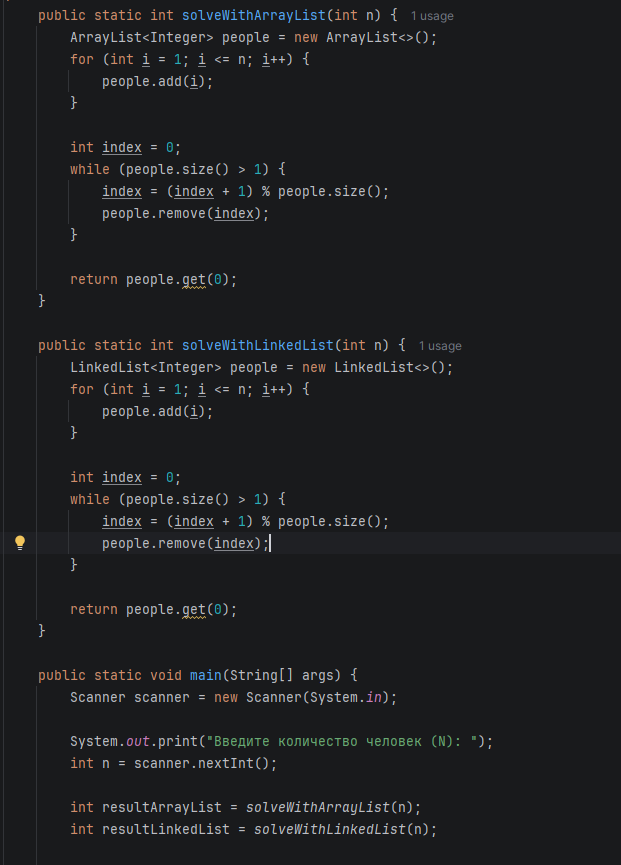 public static int solveWithArrayList(int n) { 1 usage
ArrayList<Integer> people = new ArrayList<>();
for (int i = 1; i <= n; i++) {
people.add(i);
}
int index = 0;
while (people.size() > 1) {
index = (index + 1) % people.size();
people.remove(index);
}
return people.get(0);
}
public static int solveWithLinkedList(int n) { 1 usage
LinkedList<Integer> people = new LinkedList<>();
for (int i = 1; i <= n; i++) {
people.add(i);
}
int index = 0;
while (people.size() > 1) {
index = (index + 1) % people.size();
people.remove(index);
}
return people.get(0);
}
public static void main(String[] args) {
Scanner scanner = new Scanner(System.in);
System.out.print("Введите количество человек (N): ");
int n = scanner.nextInt();
int resultArrayList = solveWithArrayList(n);
int resultLinkedList = solveWithLinkedList(n);